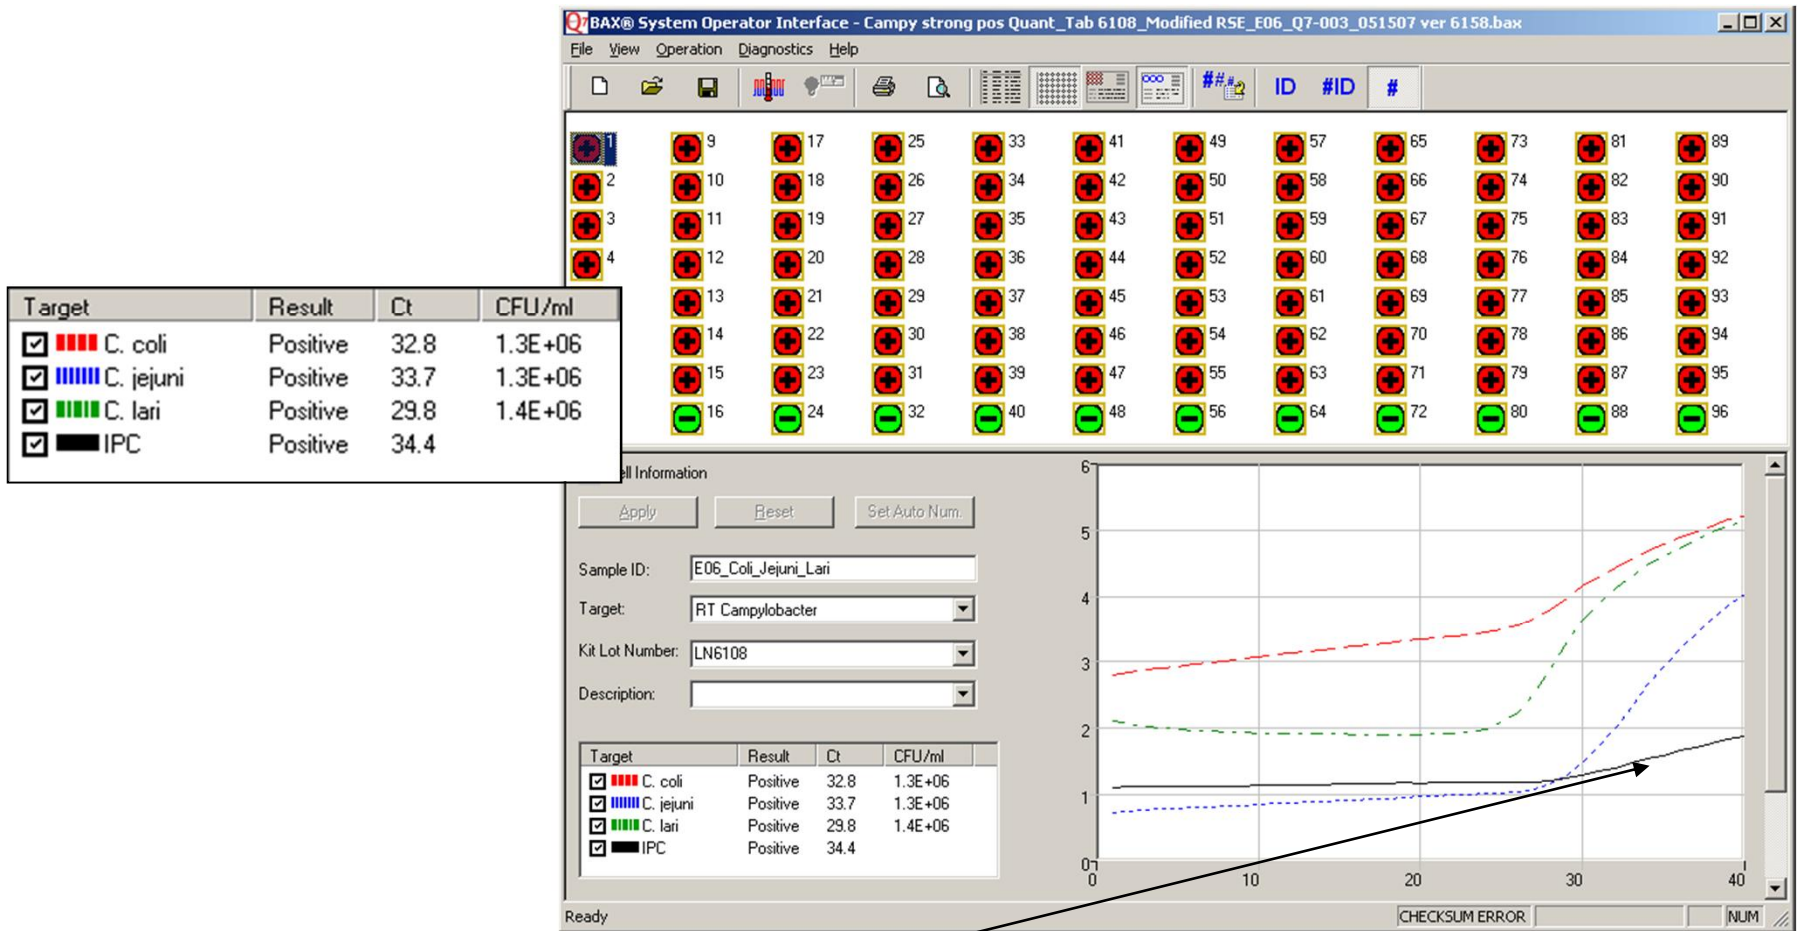 BAX® System Operator Interface - Campy strong pos Quant_Tab 6108_Modified RSE_E06_Q7-003_051507 ver 6158.bax
File View Operation Diagnostics Help
ID #ID #
1 9 17 25 33 41 49 57 65 73 81 89
2 10 18 26 34 42 50 58 66 74 82 90
3 11 19 27 35 43 51 59 67 75 83 91
4 12 20 28 36 44 52 60 68 76 84 92
13 21 29 37 45 53 61 69 77 85 93
14 22 30 38 46 54 62 70 78 86 94
15 23 31 39 47 55 63 71 79 87 95
16 24 32 40 48 56 64 72 80 88 96
Target Result Ct CFU/ml
C. coli Positive 32.8 1.3E+06
C. jejuni Positive 33.7 1.3E+06
C. lari Positive 29.8 1.4E+06
IPC Positive 34.4
ell Information
Apply Reset Set Auto Num.
Sample ID: E06_Coli_Jejuni_Lari
Target: RT Campylobacter
Kit Lot Number: LN6108
Description:
Target Result Ct CFU/ml
C. coli Positive 32.8 1.3E+06
C. jejuni Positive 33.7 1.3E+06
C. lari Positive 29.8 1.4E+06
IPC Positive 34.4
6
5
4
3
2
1
0
0 10 20 30 40
Ready CHECKSUM ERROR NUM